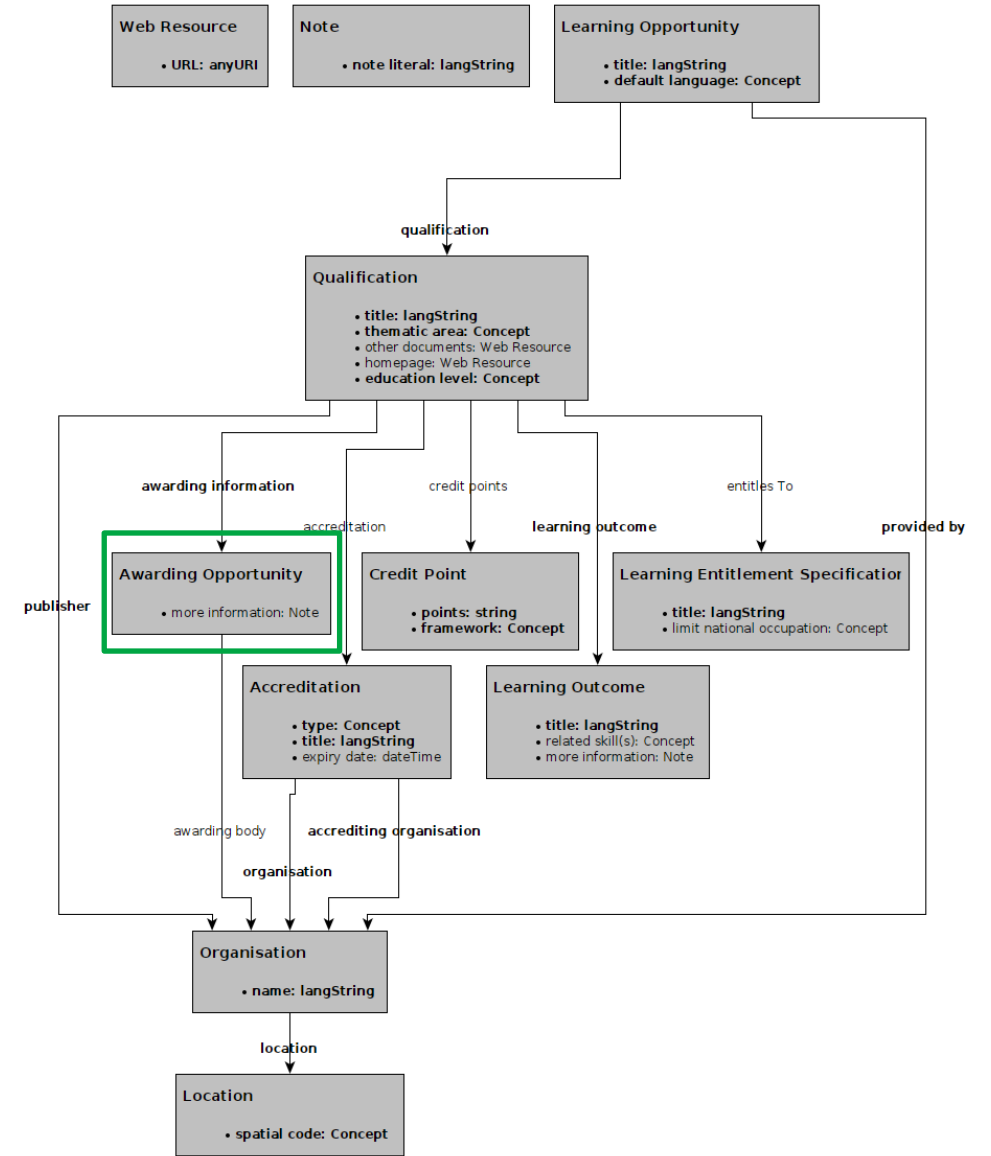 Web Resource
• URL: anyURI
Note
• note literal: langString
Learning Opportunity
• title: langString
• default language: Concept
qualification
Qualification
• title: langString
• thematic area: Concept
• other documents: Web Resource
• homepage: Web Resource
• education level: Concept
awarding information
credit points
entitles To
accreditation
learning outcome
provided by
Awarding Opportunity
• more information: Note
Credit Point
• points: string
• framework: Concept
Learning Entitlement Specification
• title: langString
• limit national occupation: Concept
publisher
Accreditation
• type: Concept
• title: langString
• expiry date: dateTime
Learning Outcome
• title: langString
• related skill(s): Concept
• more information: Note
awarding body
accrediting organisation
organisation
Organisation
• name: langString
location
Location
• spatial code: Concept